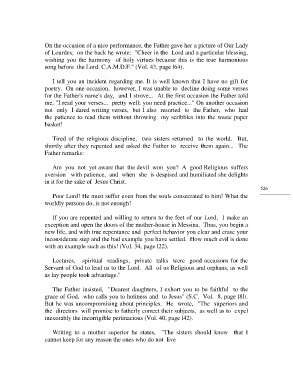 On the occasion of a nice performance, the Father gave her a picture of Our Lady
of Lourdes; on the back he wrote: "Cheer in the Lord and a particular blessing,
wishing you the harmony of holy virtues because this is the true harmonious
song before the Lord. C.A.M.D.F." (Vol. 43, page 164).
I tell you an incident regarding me. It is well known that I have no gift for
poetry. On one occasion, however, I was unable to decline doing some verses
for the Father's name day, and I strove... At the first occasion the Father told
me, "I read your verses... pretty well; you need practice..." On another occasion
not only I dared writing verses, but I also resorted to the Father, who had
the patience to read them without throwing my scribbles into the waste paper
basket!
Tired of the religious discipline, two sisters returned to the world. But,
shortly after they repented and asked the Father to receive them again... The
Father remarks:
Are you not yet aware that the devil won you? A good Religious suffers
aversion with patience, and when she is despised and humiliated she delights
in it for the sake of Jesus Christ.
526
Poor Lord! He must suffer even from the souls consecrated to him! What the
worldly persons do, is not enough!
If you are repented and willing to return to the feet of our Lord, I make an
exception and open the doors of the mother-house in Messina. Thus, you begin a
new life, and with true repentance and perfect behavior you clear and erase your
inconsiderate step and the bad example you have settled. How much evil is done
with an example such as this! (Vol. 34, page 122).
Lectures, spiritual readings, private talks were good occasions for the
Servant of God to lead us to the Lord. All of us Religious and orphans, as well
as key people took advantage."
The Father insisted, "Dearest daughters, I exhort you to be faithful to the
grace of God, who calls you to holiness and to Jesus" (S.C. Vol. 8, page 181).
But he was uncompromising about principles. He wrote, "The superiors and
the directors will promise to fatherly correct their subjects, as well as to expel
inexorably the incorrigible pertinacious (Vol. 40, page 142).
Writing to a mother superior he states, "The sisters should know that I
cannot keep for any reason the ones who do not live